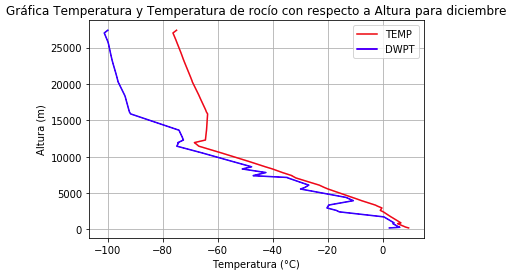 Gráfica Temperatura y Temperatura de rocío con respecto a Altura para diciembre
TEMP
DWPT
25000
20000
15000
10000
5000
0
Altura (m)
−100 −80 −60 −40 −20 0
Temperatura (°C)